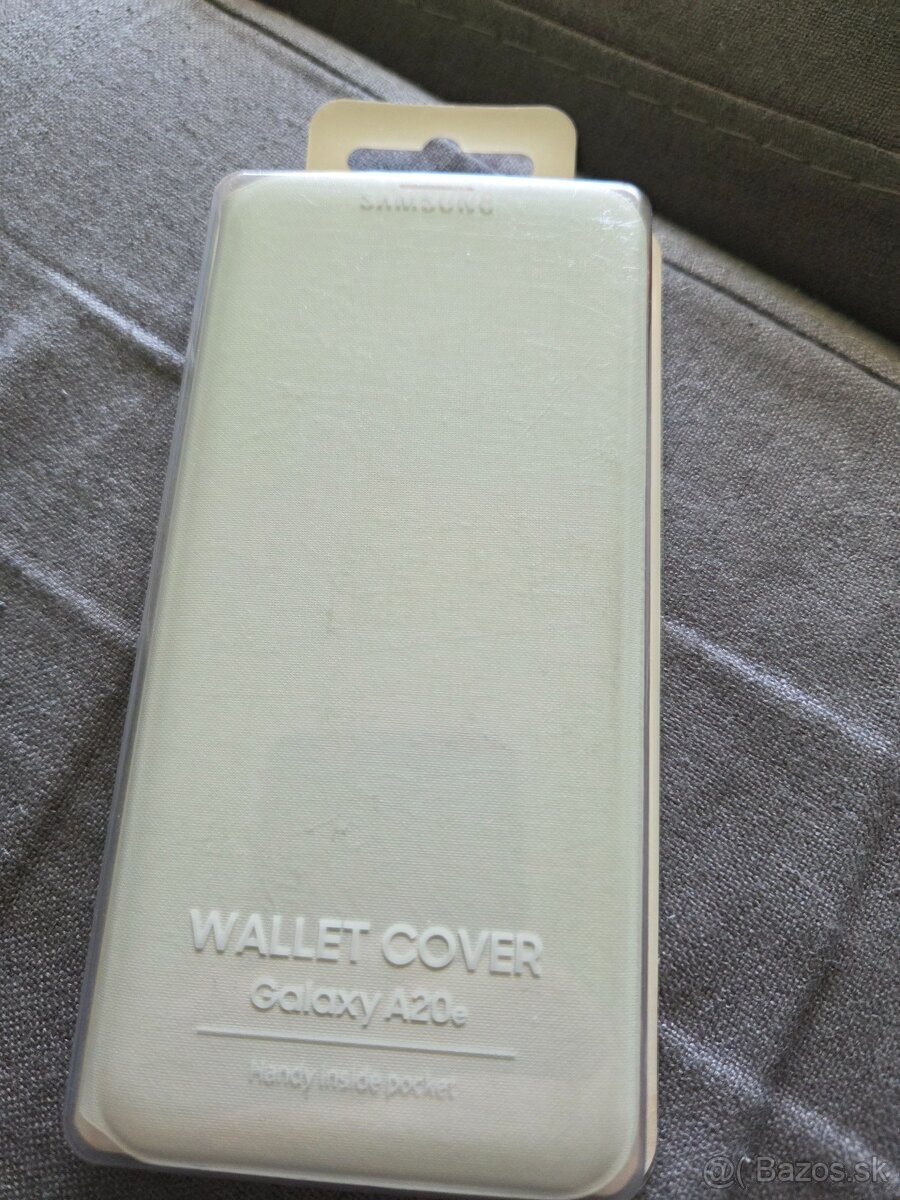 SAMSUNG
WALLET COVER
Galaxy A20e
Handy inside pocket
@( Bazos.sk